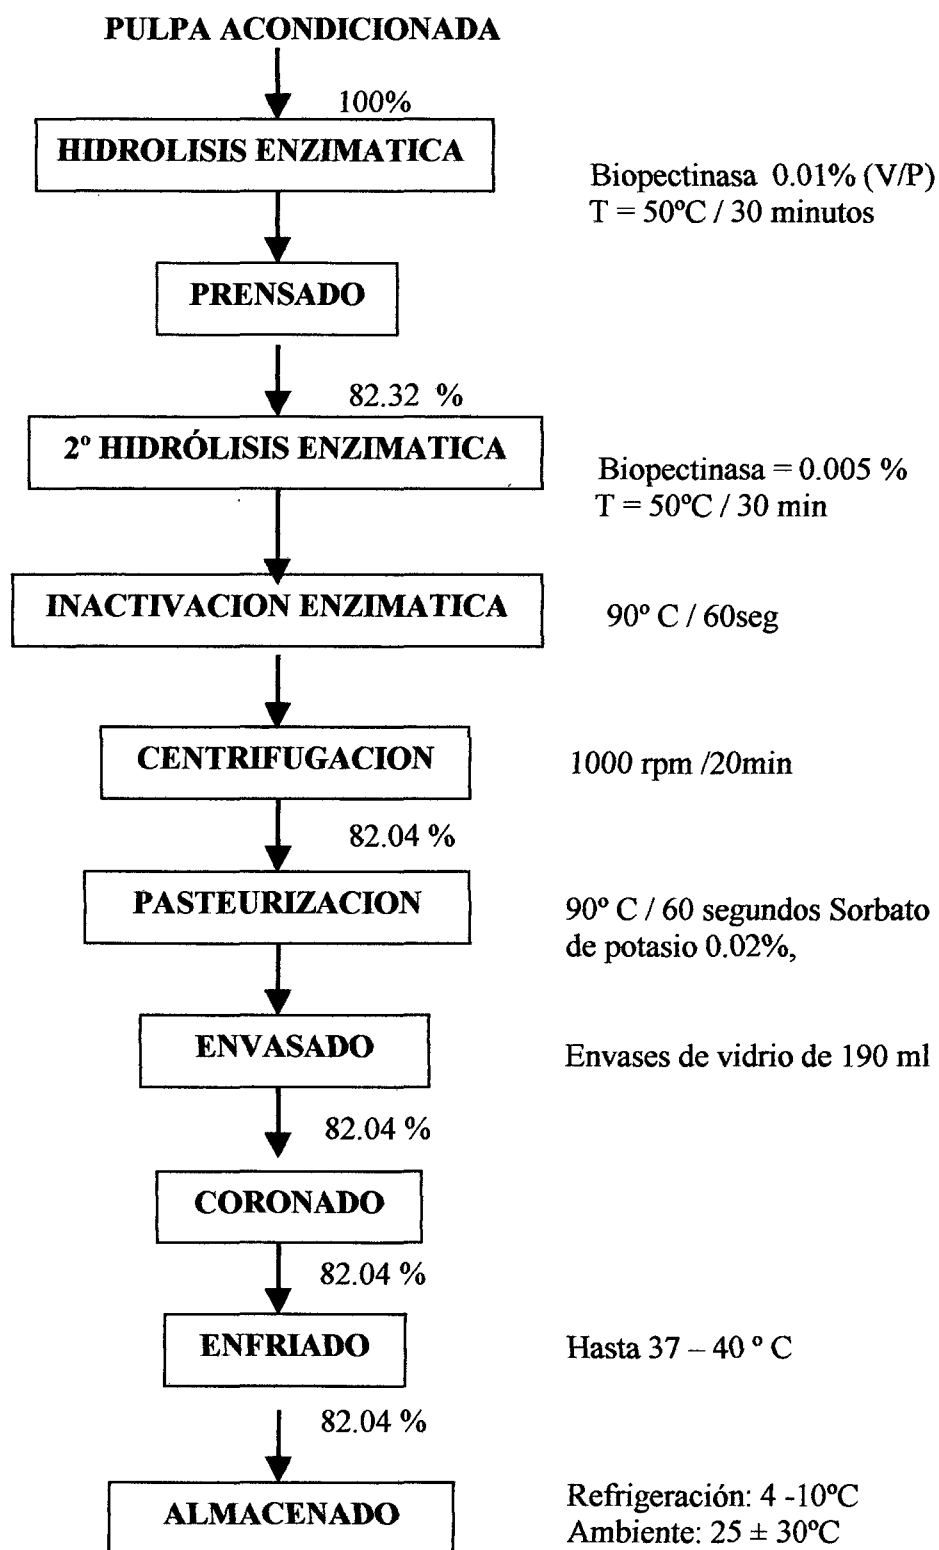 PULPA ACONDICIONADA
100%
HIDROLISIS ENZIMATICA
Biopectinasa 0.01% (V/P)
T = 50ºC / 30 minutos
PRENSADO
82.32 %
2º HIDRÓLISIS ENZIMATICA
Biopectinasa = 0.005 %
T = 50ºC / 30 min
INACTIVACION ENZIMATICA
90º C / 60seg
CENTRIFUGACION
1000 rpm /20min
82.04 %
PASTEURIZACION
90º C / 60 segundos Sorbato
de potasio 0.02%,
ENVASADO
Envases de vidrio de 190 ml
82.04 %
CORONADO
82.04 %
ENFRIADO
Hasta 37 – 40 º C
82.04 %
ALMACENADO
Refrigeración: 4 -10ºC
Ambiente: 25 ± 30ºC